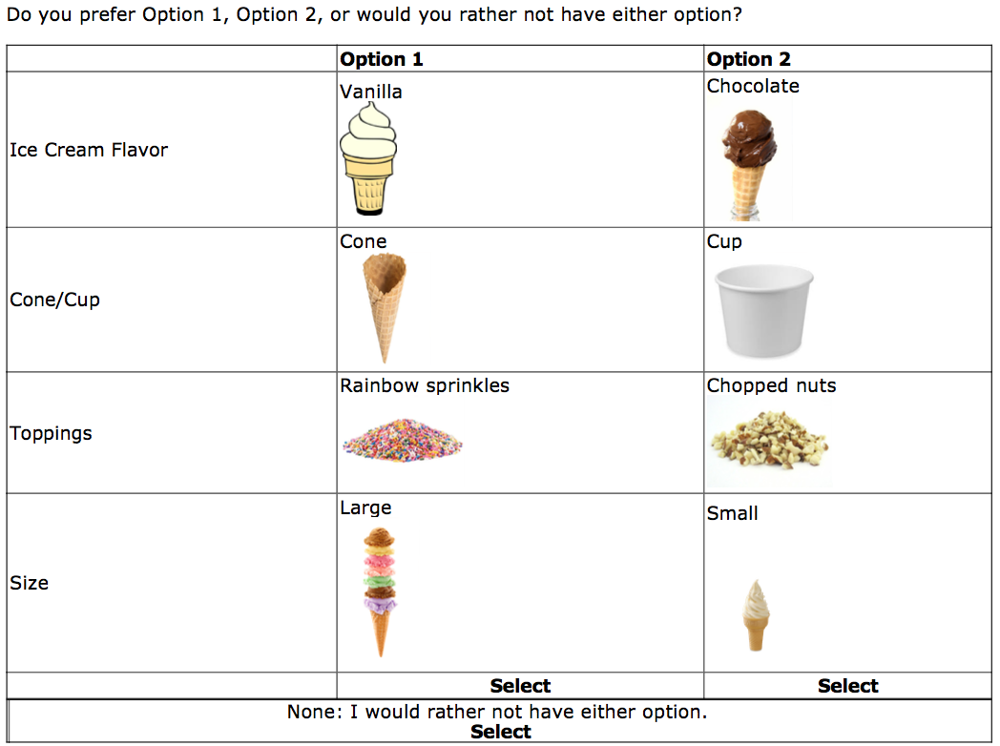 Do you prefer Option 1, Option 2, or would you rather not have either option?
Option 1 Option 2
Ice Cream Flavor Vanilla Chocolate
Cone/Cup Cone Cup
Toppings Rainbow sprinkles Chopped nuts
Size Large Small
Select Select
None: I would rather not have either option.
Select